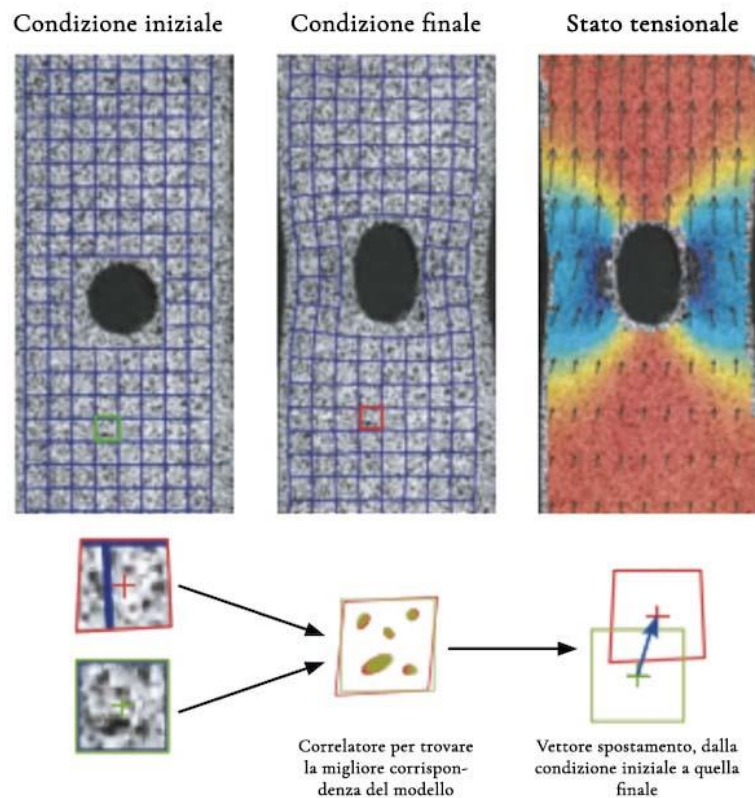 Condizione iniziale
Condizione finale
Stato tensionale
Correlatore per trovare
la migliore corrispon-
denza del modello
Vettore spostamento, dalla
condizione iniziale a quella
finale